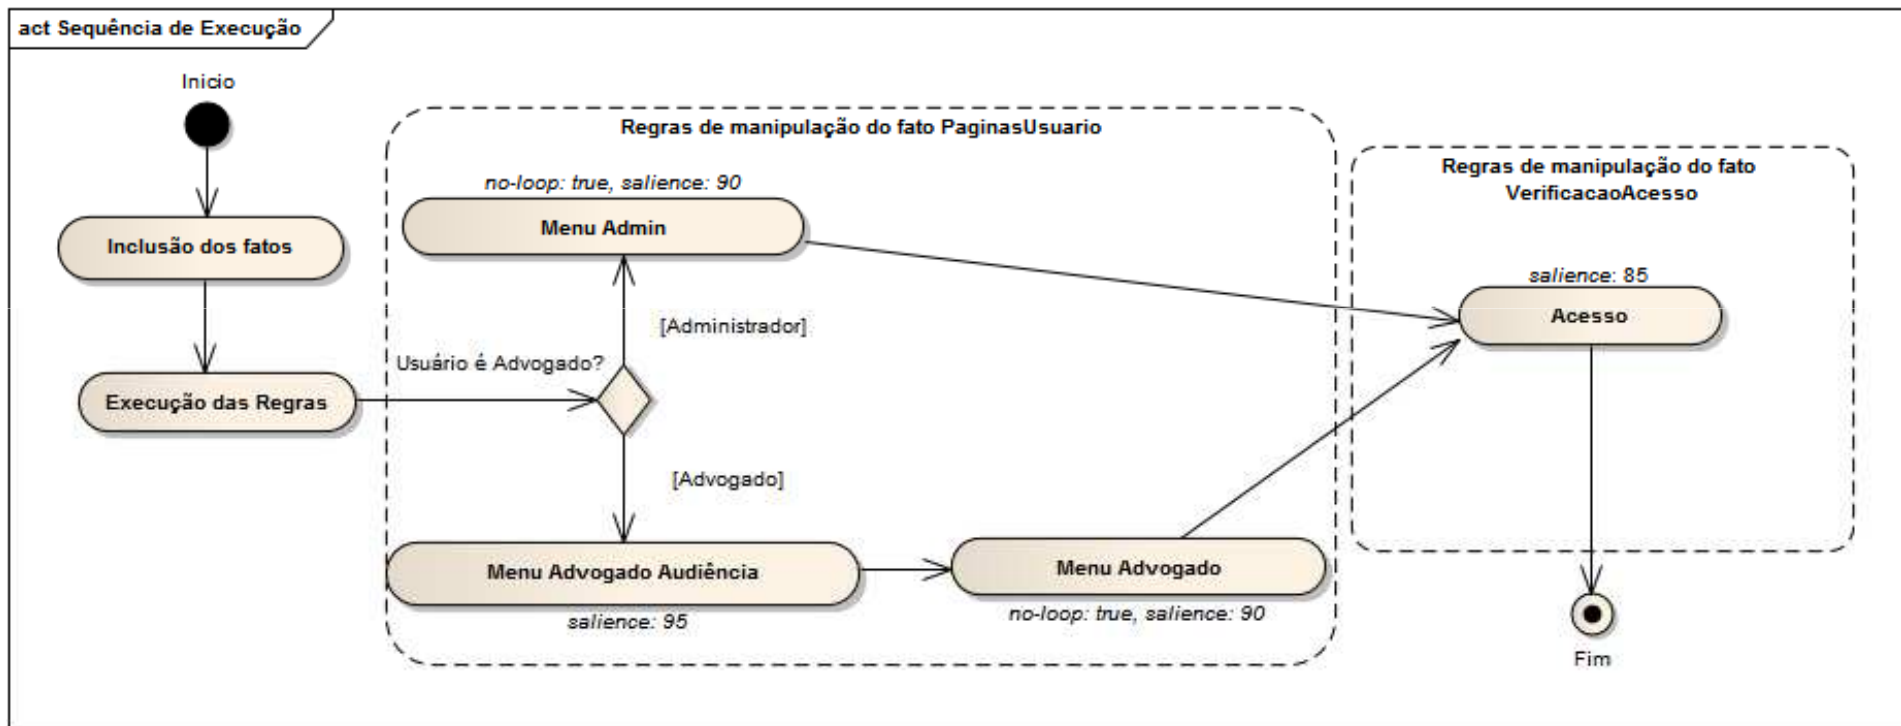 act Sequência de Execução
Inicio
Regras de manipulação do fato PaginasUsuario
Regras de manipulação do fato
VerificacaoAcesso
no-loop: true, salience: 90
Menu Admin
Inclusão dos fatos
salience: 85
Acesso
[Administrador]
Usuário é Advogado?
Execução das Regras
[Advogado]
Menu Advogado Audiência
salience: 95
Menu Advogado
no-loop: true, salience: 90
Fim